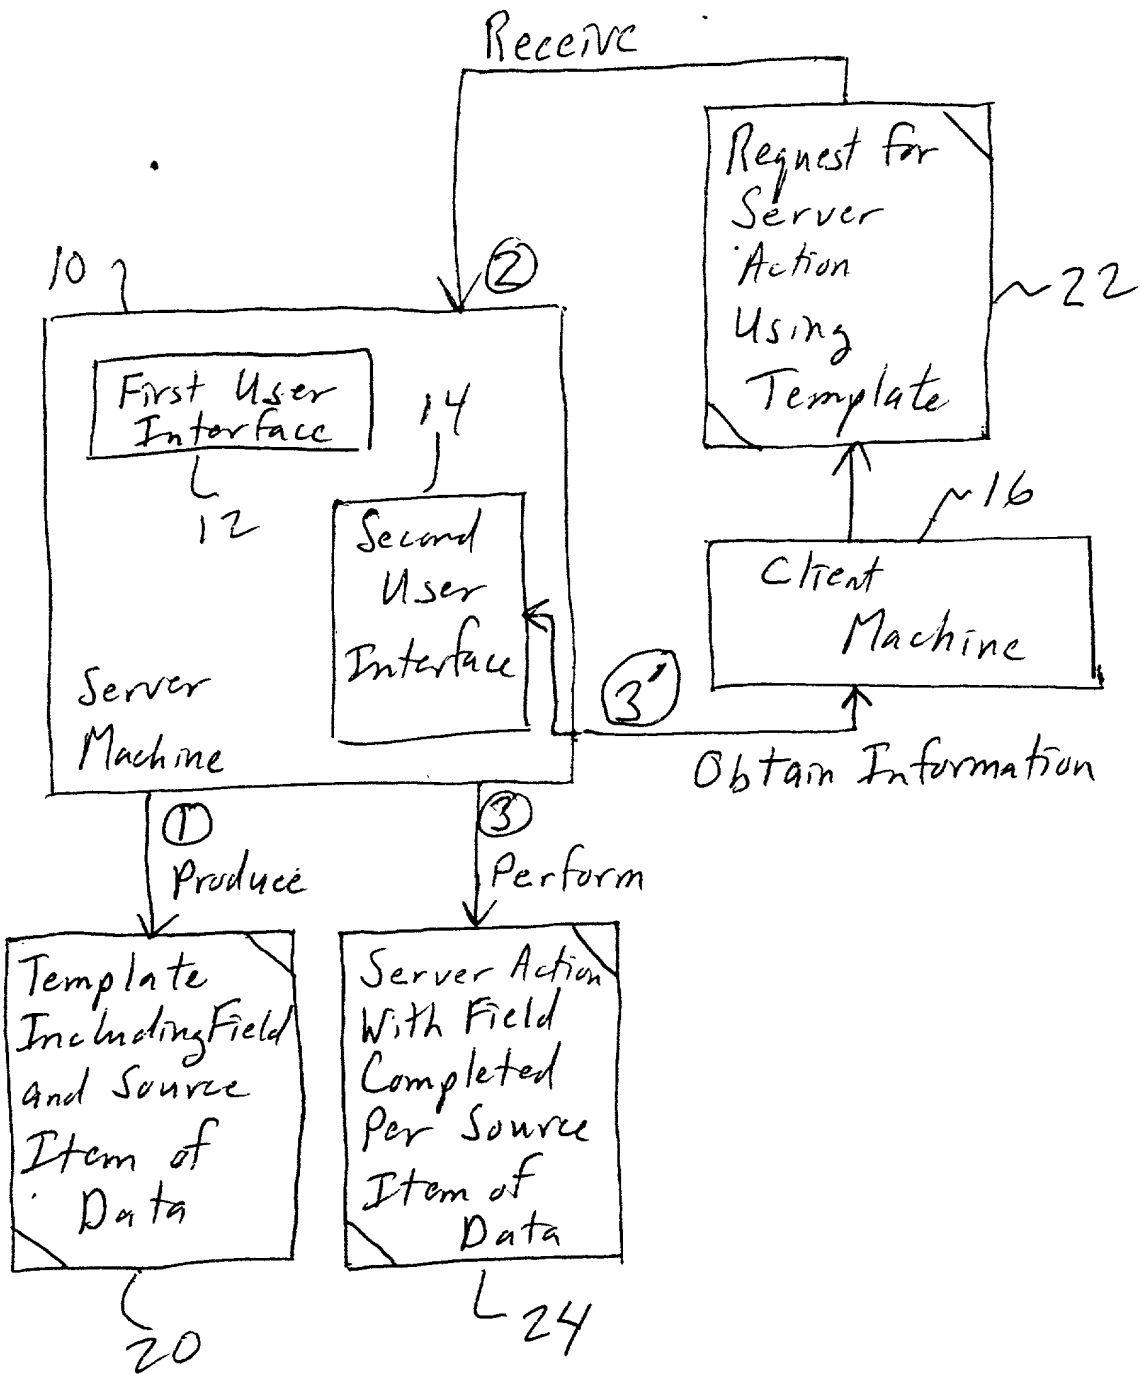 Receive
Request for
Server
Action
Using
Template
22
10
2
First User
Interface
12
14
Second
User
Interface
Server
Machine
16
Client
Machine
3'
Obtain Information
1
Produce
3
Perform
Template
Including Field
and Source
Item of
Data
20
Server Action
With Field
Completed
Per Source
Item of
Data
24